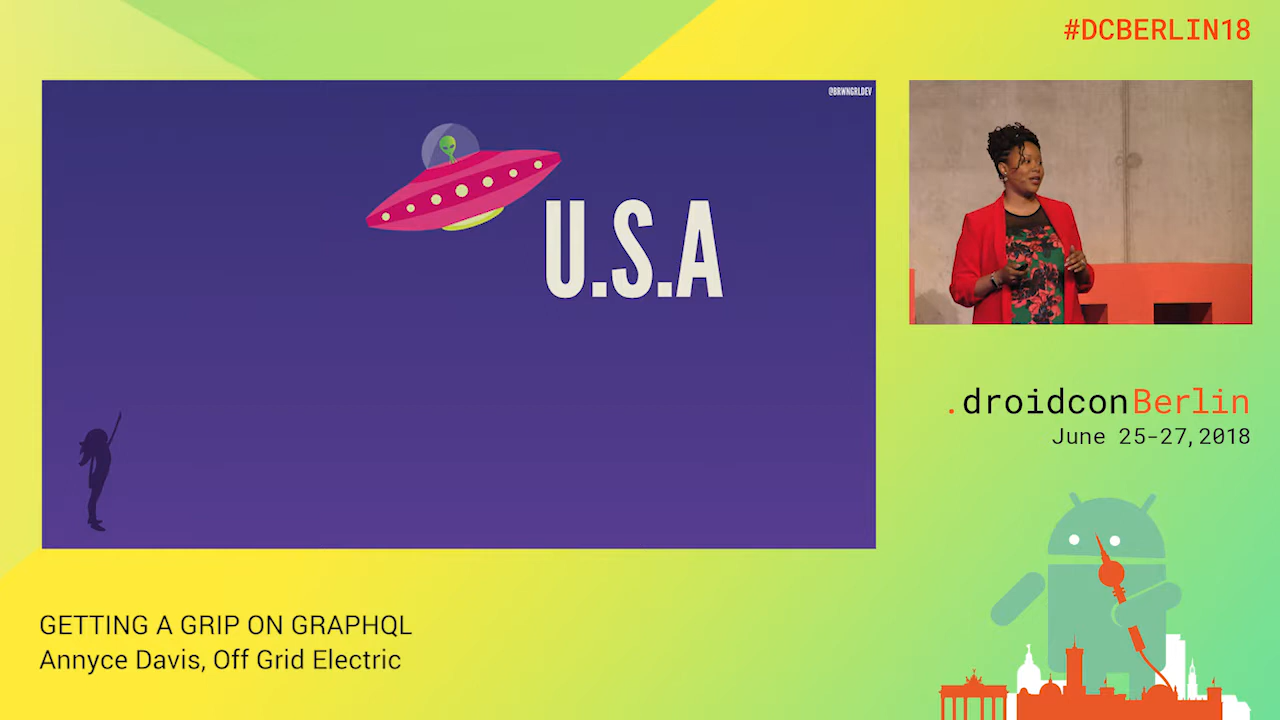 #DCBERLIN18
@BRWNGRLDEV
U.S.A
.droidconBerlin
June 25-27, 2018
GETTING A GRIP ON GRAPHQL
Annyce Davis, Off Grid Electric